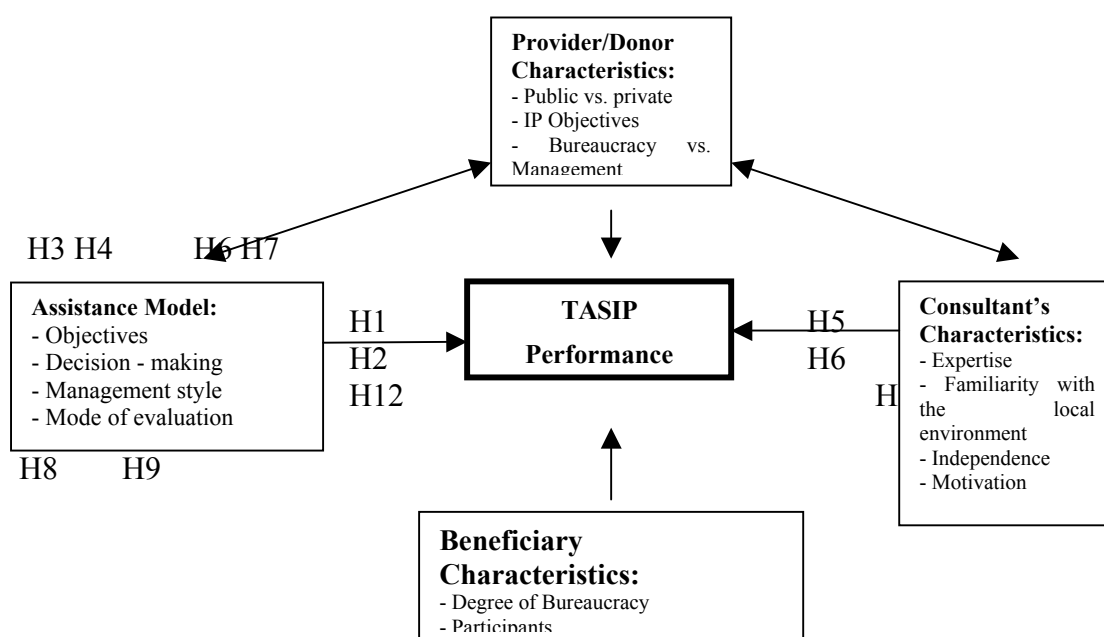 Provider/Donor
Characteristics:
- Public vs. private
- IP Objectives
- Bureaucracy vs.
Management
H3 H4 H6 H7
Assistance Model:
- Objectives
- Decision - making
- Management style
- Mode of evaluation
H1
H2
H12
TASIP
Performance
H5
H6
H
Consultant’s
Characteristics:
- Expertise
- Familiarity with
the local
environment
- Independence
- Motivation
H8 H9
Beneficiary
Characteristics:
- Degree of Bureaucracy
- Participants